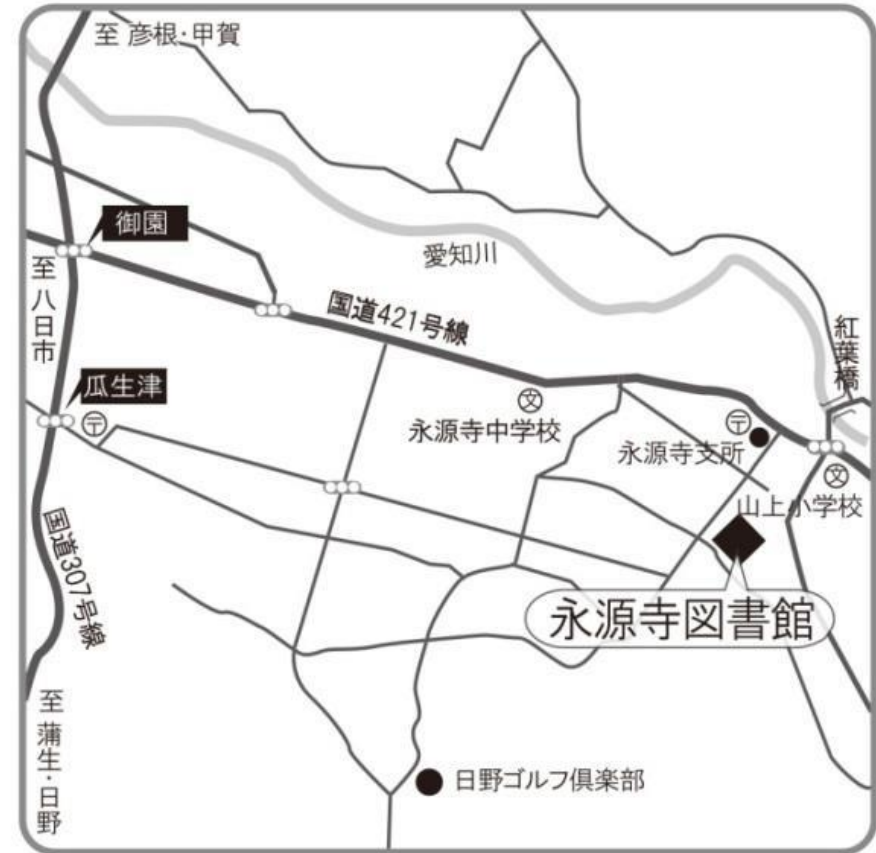 至 彦根・甲賀
御園
愛知川
至八日市
国道421号線
紅葉橋
瓜生津
〒
文
永源寺中学校
〒
永源寺支所
文
山上小学校
国道307号線
永源寺図書館
至 蒲生・日野
日野ゴルフ倶楽部